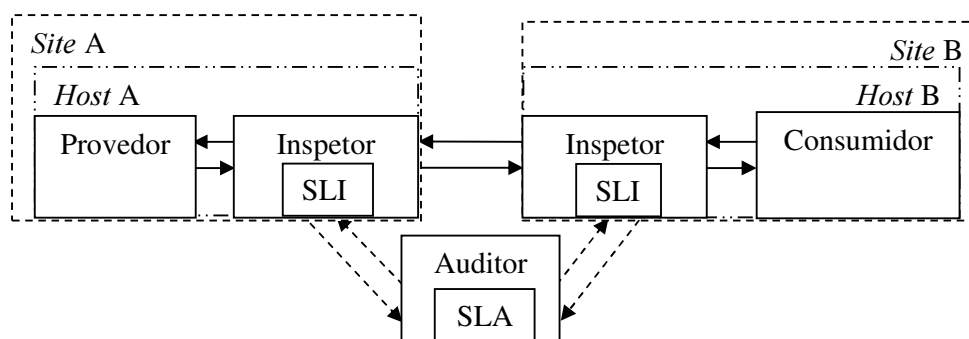 Site A
Site B
Host A
Host B
Provedor
Inspetor
Inspetor
Consumidor
SLI
SLI
Auditor
SLA